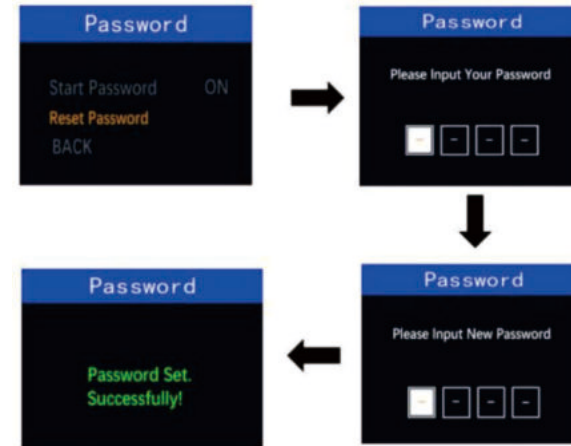 Password
Start Password ON
Reset Password
BACK
Password
Please Input Your Password
- - - -
Password
Please Input New Password
- - - -
Password
Password Set.
Successfully!